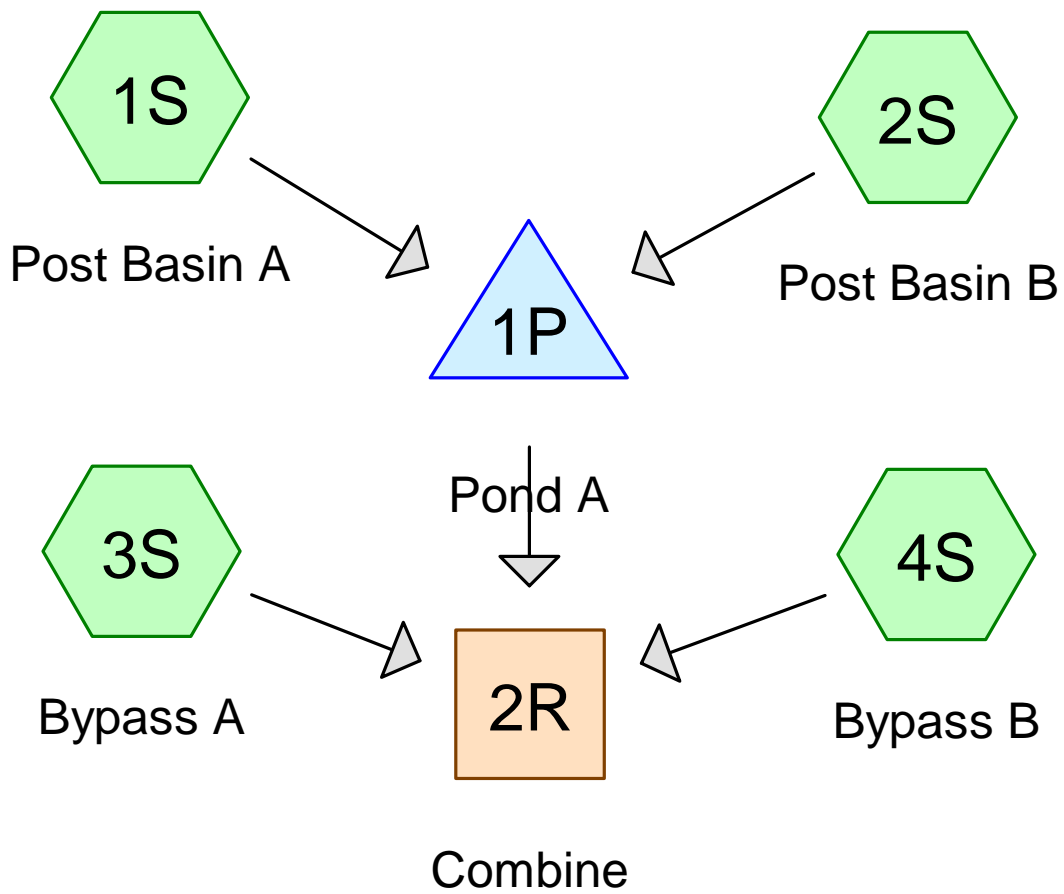 1S
2S
Post Basin A
Post Basin B
1P
Pond A
3S
4S
Bypass A
Bypass B
2R
Combine